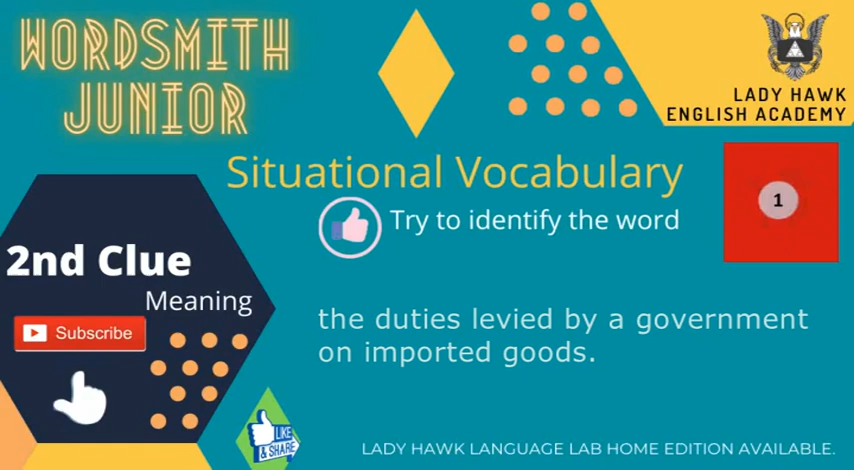 WORDSMITH
JUNIOR
LADY HAWK
ENGLISH ACADEMY
Situational Vocabulary
Try to identify the word
1
2nd Clue
Meaning
Subscribe
the duties levied by a government
on imported goods.
LIKE
& SHARE
LADY HAWK LANGUAGE LAB HOME EDITION AVAILABLE.